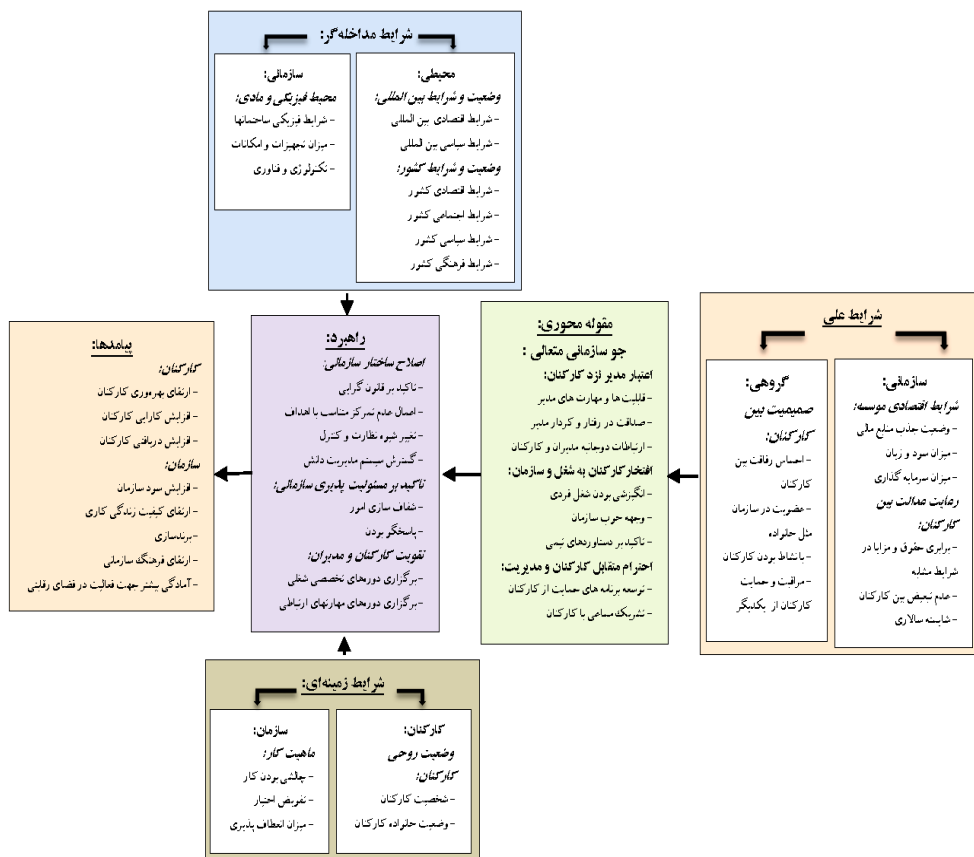 شرایط مداخله‌گر:
محیطی:
وضعیت و شرایط بین المللی:
- شرایط اقتصادی بین المللی
- شرایط سیاسی بین المللی
وضعیت و شرایط کشور:
- شرایط اقتصادی کشور
- شرایط اجتماعی کشور
- شرایط سیاسی کشور
- شرایط فرهنگی کشور
سازمانی:
محیط فیزیکی و مادی:
- شرایط فیزیکی ساختمانها
- میزان تجهیزات و امکانات
- تکنولوژی و فناوری
شرایط علی
سازمانی:
شرایط اقتصادی موسسه:
- وضعیت جذب منابع مالی
- میزان سود و زیان
- میزان سرمایه گذاری
رعایت عدالت بین
کارکنان:
- برابری حقوق و مزایا در
شرایط مشابه
- عدم تبعیض بین کارکنان
- شایسته سالاری
گروهی:
صمیمیت بین
کارکنان:
- احساس رفاقت بین
کارکنان
- عضویت در سازمان
مثل خانواده
- بانشاط بودن کارکنان
- مراقبت و حمایت
کارکنان از یکدیگر
مقوله محوری:
جو سازمانی متعالی :
اعتبار مدیر نزد کارکنان:
- قابلیت ها و مهارت های مدیر
- صداقت در رفتار و کردار مدیر
- ارتباطات دوجانبه مدیران و کارکنان
افتخار کارکنان به شغل و سازمان:
- انگیزشی بودن شغل فردی
- وجهه خوب سازمان
- تاکید بر دستاوردهای تیمی
احترام متقابل کارکنان و مدیریت:
- توسعه برنامه های حمایت از کارکنان
- تشریک مساعی با کارکنان
راهبرد:
اصلاح ساختار سازمانی:
- تاکید بر قانون گرایی
- اعمال عدم تمرکز متناسب با اهداف
- تغییر شیوه نظارت و کنترل
- گسترش سیستم مدیریت دانش
تاکید بر مسئولیت پذیری سازمانی:
- شفاف سازی امور
- پاسخگو بودن
تقویت کارکنان و مدیران:
- برگزاری دوره‌های تخصصی شغلی
- برگزاری دوره‌های مهارتهای ارتباطی
پیامدها:
کارکنان:
- ارتقای بهره‌وری کارکنان
- افزایش کارایی کارکنان
- افزایش دریافتی کارکنان
سازمان:
- افزایش سود سازمان
- ارتقای کیفیت زندگی کاری
- برندسازی
- ارتقای فرهنگ سازمانی
- آمادگی بیشتر جهت فعالیت در فضای رقابتی
شرایط زمینه‌ای:
کارکنان:
وضعیت روحی
کارکنان:
- شخصیت کارکنان
- وضعیت خانواده کارکنان
سازمان:
ماهیت کار:
- چالشی بودن کار
- تفویض اختیار
- میزان انعطاف پذیری